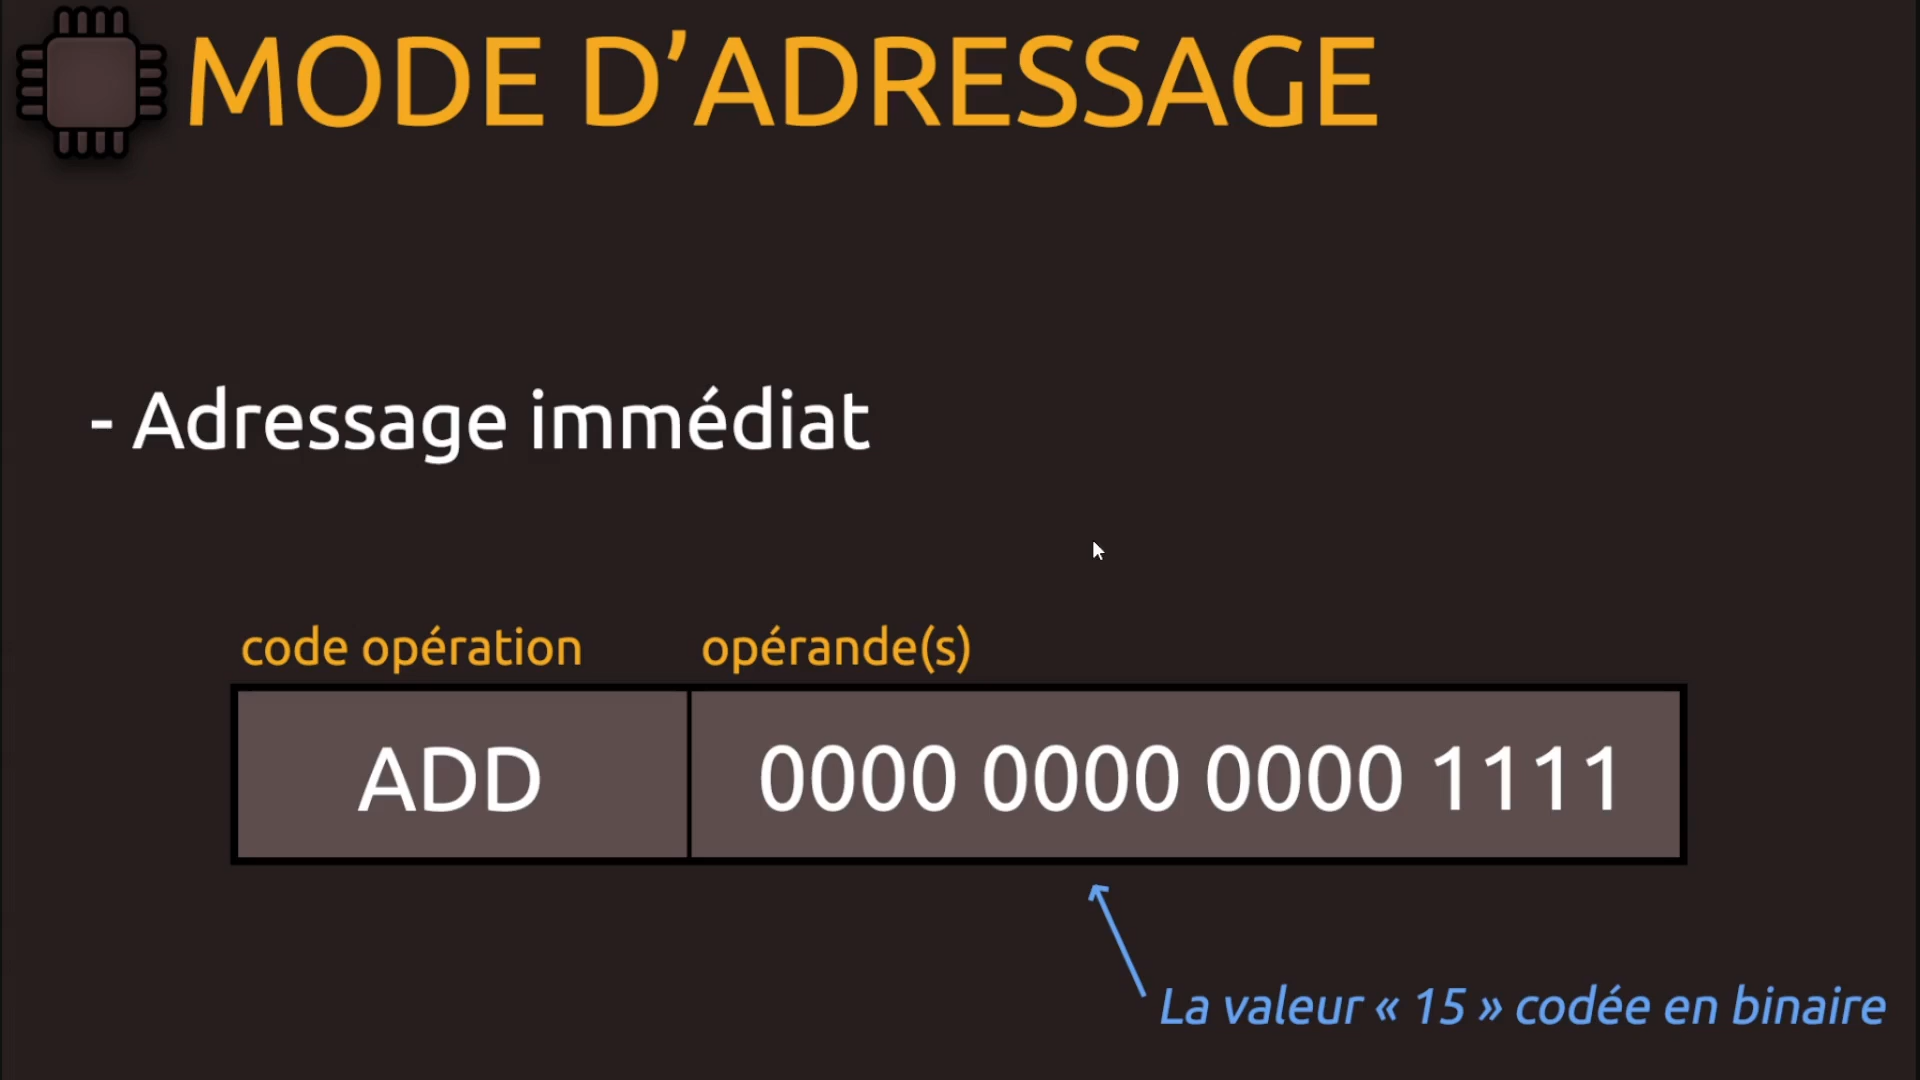 MODE D’ADRESSAGE
- Adressage immédiat
code opération opérande(s)
ADD 0000 0000 0000 1111
La valeur « 15 » codée en binaire